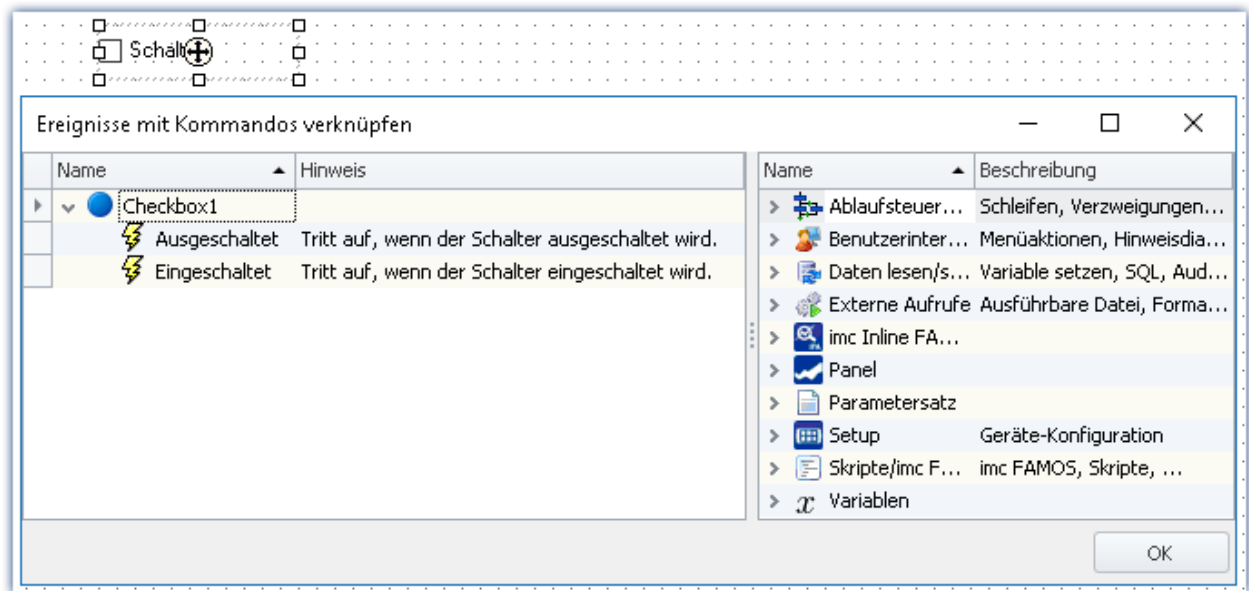 Schalt
Ereignisse mit Kommandos verknüpfen
Name Hinweis
Checkbox1
Ausgeschaltet Tritt auf, wenn der Schalter ausgeschaltet wird.
Eingeschaltet Tritt auf, wenn der Schalter eingeschaltet wird.
Name Beschreibung
Ablaufsteuer... Schleifen, Verzweigungen...
Benutzerinter... Menüaktionen, Hinweisdia...
Daten lesen/s... Variable setzen, SQL, Aud...
Externe Aufrufe Ausführbare Datei, Forma...
imc Inline FA...
Panel
Parametersatz
Setup Geräte-Konfiguration
Skripte/imc F... imc FAMOS, Skripte, ...
x Variablen
OK